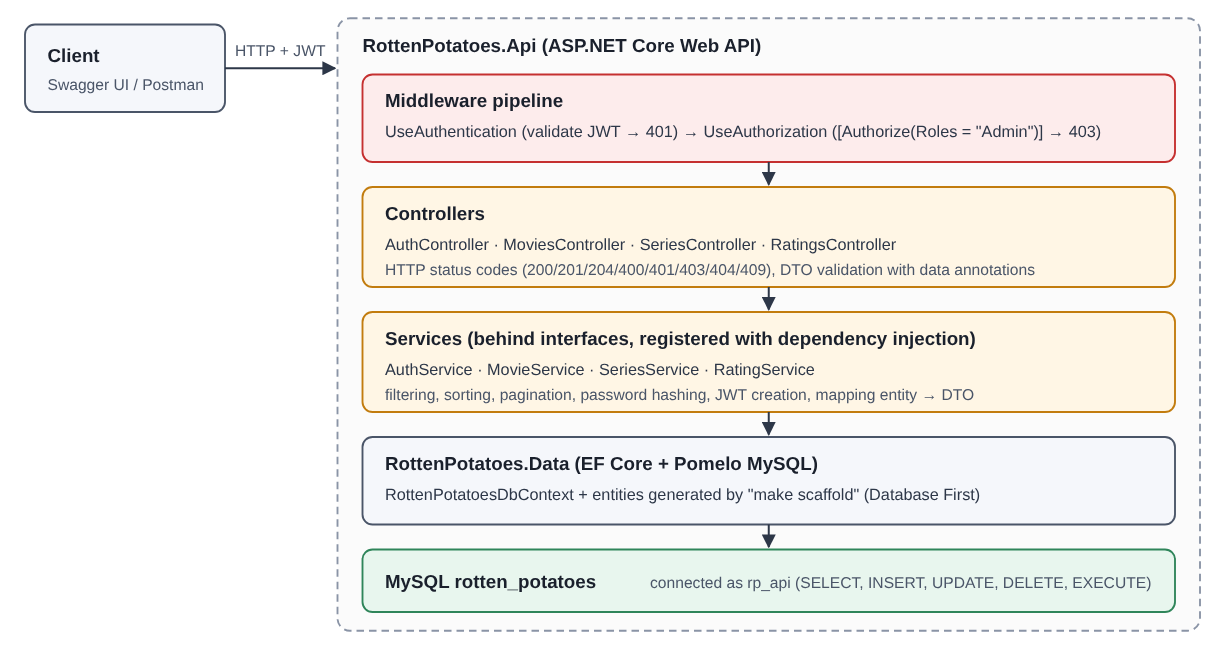 Client
Swagger UI / Postman
HTTP + JWT
RottenPotatoes.Api (ASP.NET Core Web API)
Middleware pipeline
UseAuthentication (validate JWT → 401) → UseAuthorization ([Authorize(Roles = "Admin")] → 403)
Controllers
AuthController · MoviesController · SeriesController · RatingsController
HTTP status codes (200/201/204/400/401/403/404/409), DTO validation with data annotations
Services (behind interfaces, registered with dependency injection)
AuthService · MovieService · SeriesService · RatingService
filtering, sorting, pagination, password hashing, JWT creation, mapping entity → DTO
RottenPotatoes.Data (EF Core + Pomelo MySQL)
RottenPotatoesDbContext + entities generated by "make scaffold" (Database First)
MySQL rotten_potatoes
connected as rp_api (SELECT, INSERT, UPDATE, DELETE, EXECUTE)